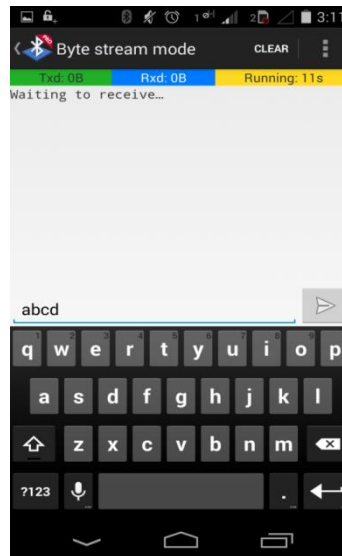 3:11
Byte stream mode CLEAR
Txd: 0B Rxd: 0B Running: 11s
Waiting to receive…
abcd
q w e r t y u i o p
a s d f g h j k l
z x c v b n m
?123 .